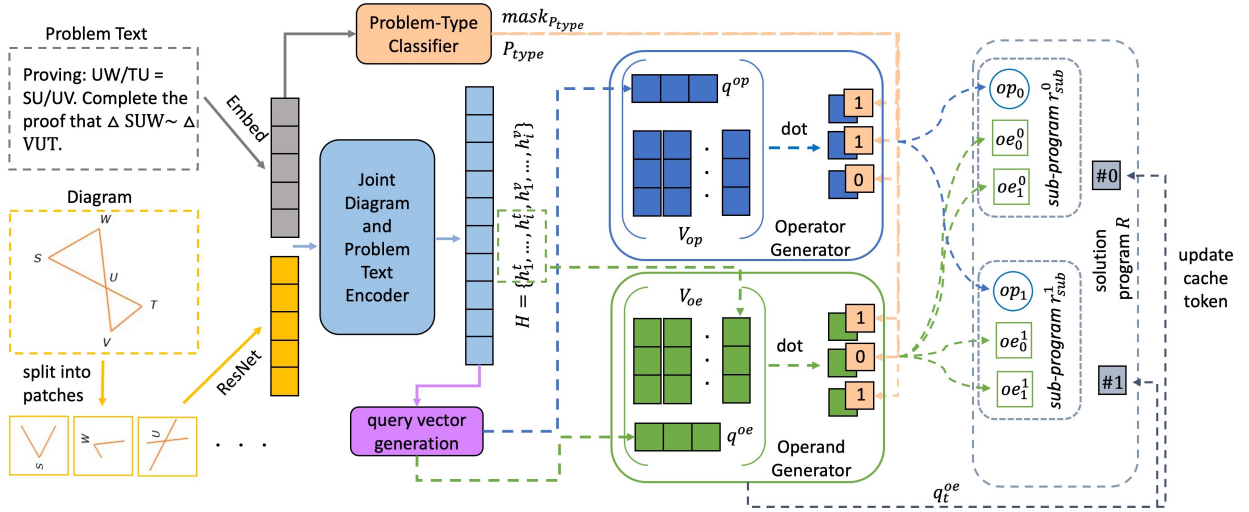 Problem Text
Proving: UW/TU =
SU/UV. Complete the
proof that △ SUW~ △
VUT.
Embed
Diagram
W
S
U
T
V
split into
patches
ResNet
S
W
U
. . .
Problem-Type
Classifier
mask_{P_{type}}
P_{type}
Joint
Diagram
and
Problem
Text
Encoder
H = {h_1^t, ..., h_i^t, h_1^p, ..., h_i^p}
query vector
generation
q^{op}
V_{op}
dot
1
1
0
Operator
Generator
V_{oe}
q^{oe}
dot
1
0
1
Operand
Generator
op_0
oe_0^0
oe_1^0
sub-program r_{sub}^0
#0
op_1
oe_0^1
oe_1^1
sub-program r_{sub}^1
#1
solution
program R
update
cache
token
q_t^{oe}